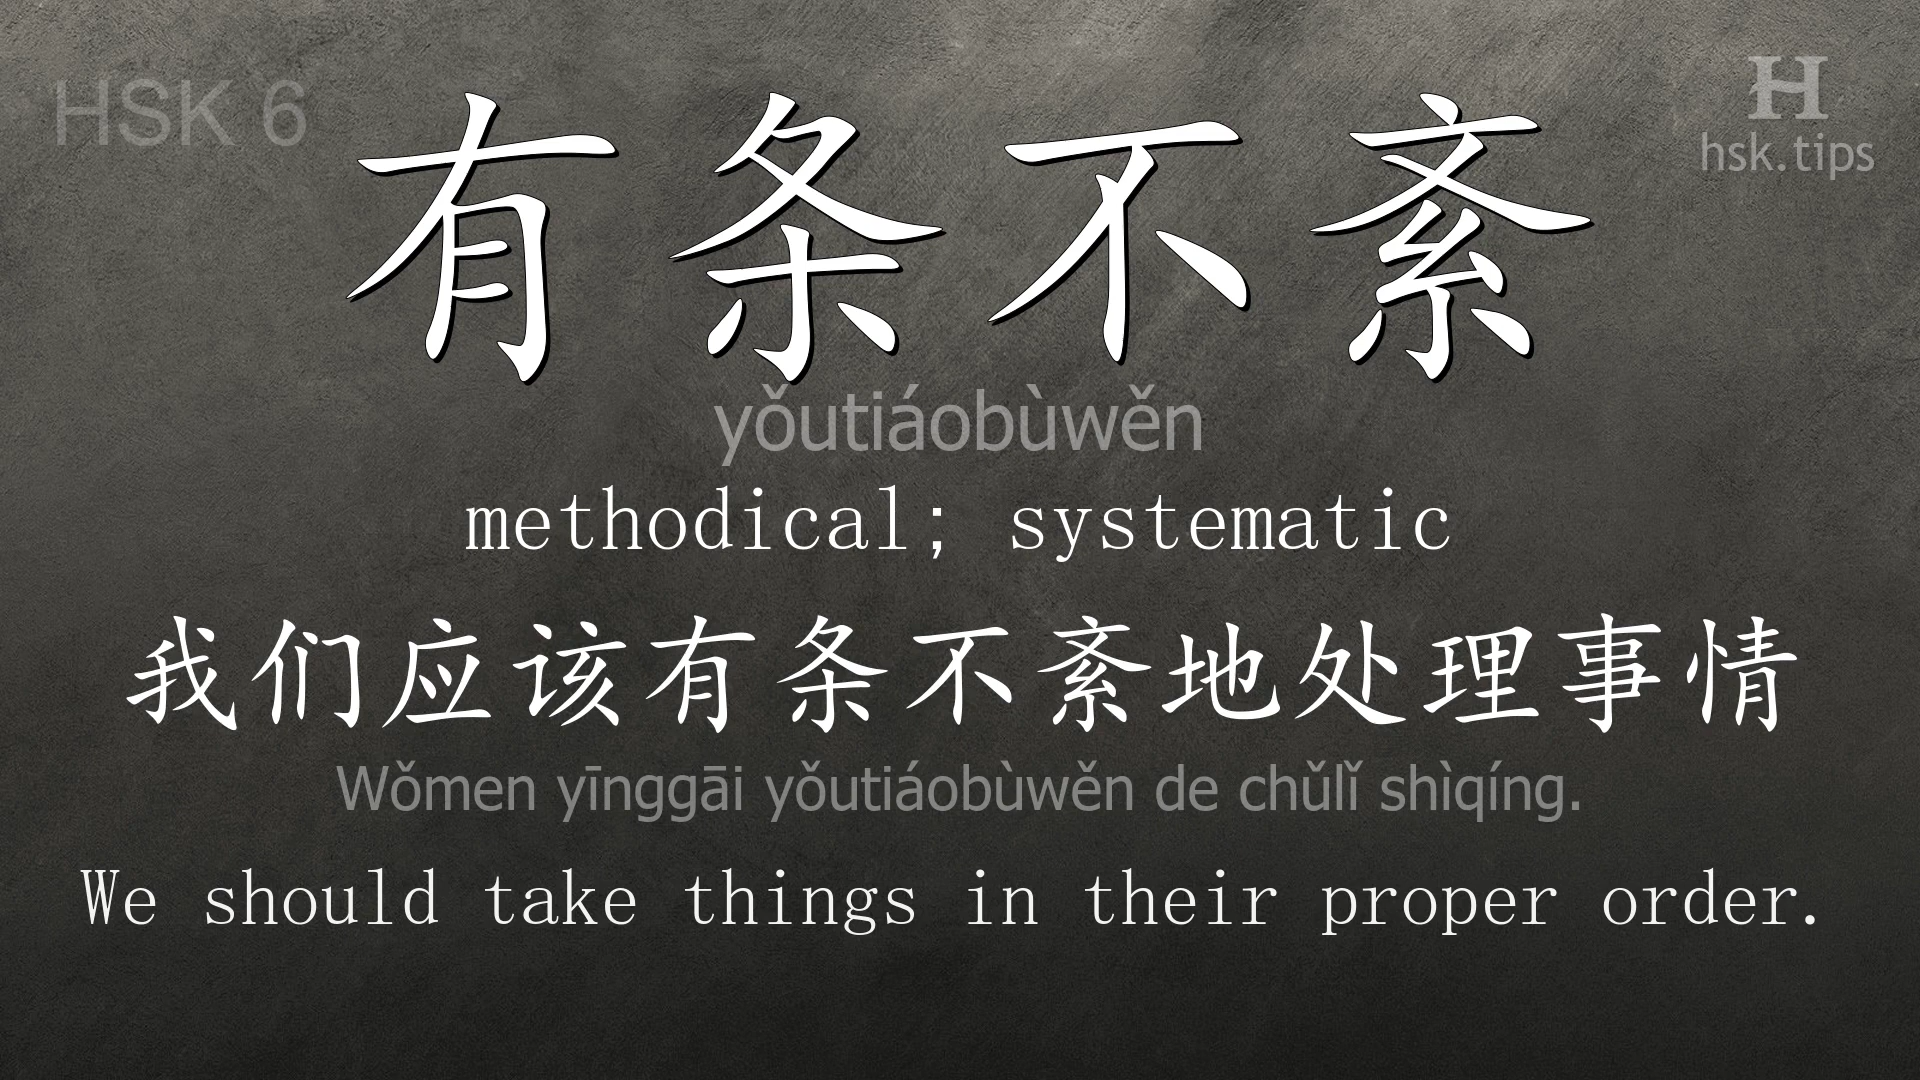 HSK 6
H
hsk.tips
有条不紊
yǒutiáobùwěn
methodical; systematic
我们应该有条不紊地处理事情
Wǒmen yīnggāi yǒutiáobùwěn de chǔlǐ shìqíng.
We should take things in their proper order.